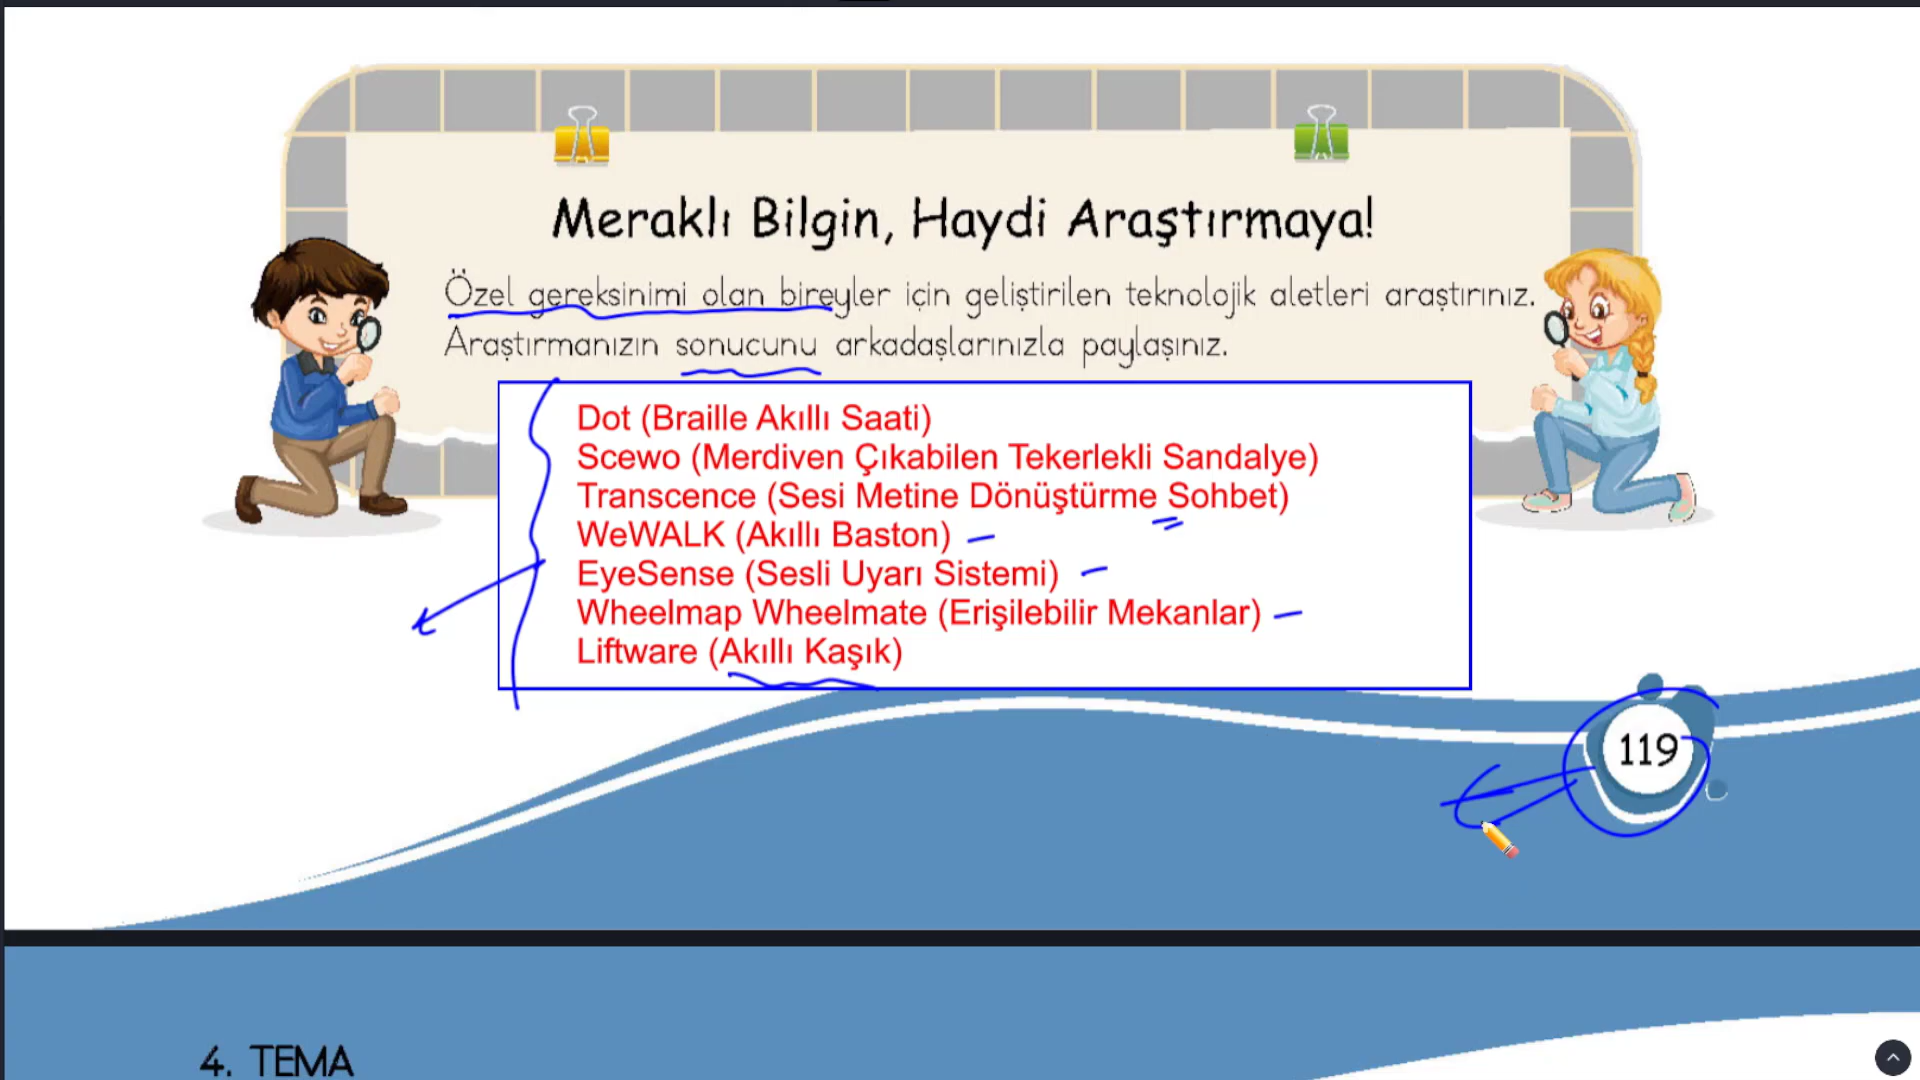 Meraklı Bilgin, Haydi Araştırmaya!
Özel gereksinimi olan bireyler için geliştirilen teknolojik aletleri araştırınız.
Araştırmanızın sonucunu arkadaşlarınızla paylaşınız.
Dot (Braille Akıllı Saati)
Scewo (Merdiven Çıkabilen Tekerlekli Sandalye)
Transcence (Sesi Metine Dönüştürme Sohbet)
WeWALK (Akıllı Baston)
EyeSense (Sesli Uyarı Sistemi)
Wheelmap Wheelmate (Erişilebilir Mekanlar)
Liftware (Akıllı Kaşık)
119
4. TEMA